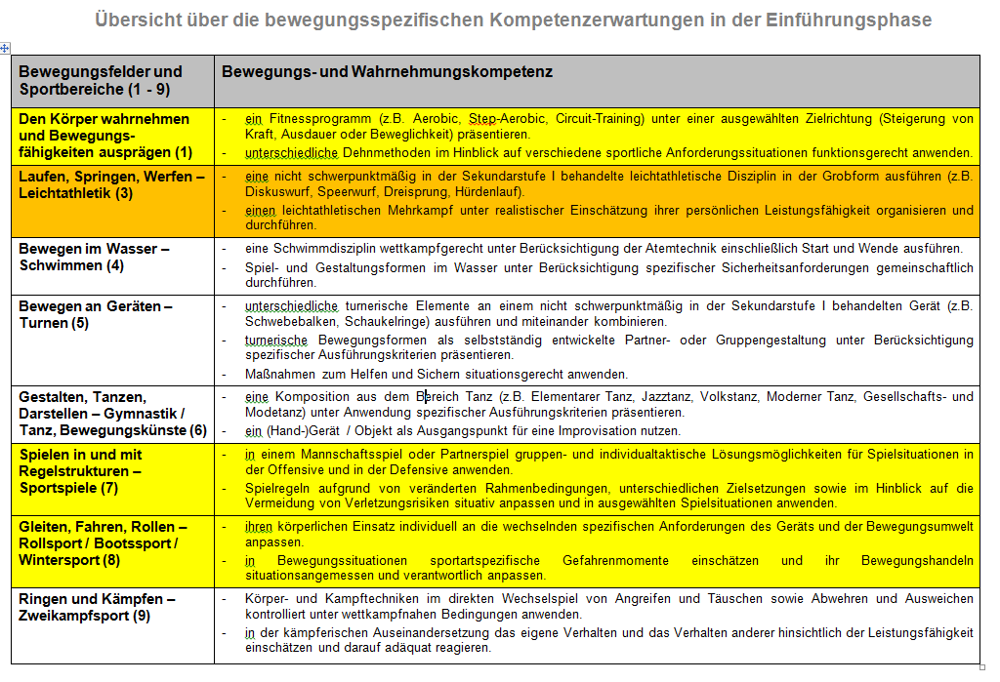 Übersicht über die bewegungsspezifischen Kompetenzerwartungen in der Einführungsphase
Bewegungsfelder und
Sportbereiche (1 - 9)
Bewegungs- und Wahrnehmungskompetenz
Den Körper wahrnehmen
und Bewegungs-
fähigkeiten ausprägen (1)
- ein Fitnessprogramm (z.B. Aerobic, Step-Aerobic, Circuit-Training) unter einer ausgewählten Zielrichtung (Steigerung von
Kraft, Ausdauer oder Beweglichkeit) präsentieren.
- unterschiedliche Dehnmethoden im Hinblick auf verschiedene sportliche Anforderungssituationen funktionsgerecht anwenden.
Laufen, Springen, Werfen –
Leichtathletik (3)
- eine nicht schwerpunktmäßig in der Sekundarstufe I behandelte leichtathletische Disziplin in der Grobform ausführen (z.B.
Diskuswurf, Speerwurf, Dreisprung, Hürdenlauf).
- einen leichtathletischen Mehrkampf unter realistischer Einschätzung ihrer persönlichen Leistungsfähigkeit organisieren und
durchführen.
Bewegen im Wasser –
Schwimmen (4)
- eine Schwimmdisziplin wettkampfgerecht unter Berücksichtigung der Atemtechnik einschließlich Start und Wende ausführen.
- Spiel- und Gestaltungsformen im Wasser unter Berücksichtigung spezifischer Sicherheitsanforderungen gemeinschaftlich
durchführen.
Bewegen an Geräten –
Turnen (5)
- unterschiedliche turnerische Elemente an einem nicht schwerpunktmäßig in der Sekundarstufe I behandelten Gerät (z.B.
Schwebebalken, Schaukelringe) ausführen und miteinander kombinieren.
- turnerische Bewegungsformen als selbstständig entwickelte Partner- oder Gruppengestaltung unter Berücksichtigung
spezifischer Ausführungskriterien präsentieren.
- Maßnahmen zum Helfen und Sichern situationsgerecht anwenden.
Gestalten, Tanzen,
Darstellen – Gymnastik /
Tanz, Bewegungskünste (6)
- eine Komposition aus dem Bereich Tanz (z.B. Elementarer Tanz, Jazztanz, Volkstanz, Moderner Tanz, Gesellschafts- und
Modetanz) unter Anwendung spezifischer Ausführungskriterien präsentieren.
- ein (Hand-)Gerät / Objekt als Ausgangspunkt für eine Improvisation nutzen.
Spielen in und mit
Regelstrukturen –
Sportspiele (7)
- in einem Mannschaftsspiel oder Partnerspiel gruppen- und individualtaktische Lösungsmöglichkeiten für Spielsituationen in
der Offensive und in der Defensive anwenden.
- Spielregeln aufgrund von veränderten Rahmenbedingungen, unterschiedlichen Zielsetzungen sowie im Hinblick auf die
Vermeidung von Verletzungsrisiken situativ anpassen und in ausgewählten Spielsituationen anwenden.
Gleiten, Fahren, Rollen –
Rollsport / Bootssport /
Wintersport (8)
- ihren körperlichen Einsatz individuell an die wechselnden spezifischen Anforderungen des Geräts und der Bewegungsumwelt
anpassen.
- in Bewegungssituationen sportartspezifische Gefahrenmomente einschätzen und ihr Bewegungshandeln
situationsangemessen und verantwortlich anpassen.
Ringen und Kämpfen –
Zweikampfsport (9)
- Körper- und Kampftechniken im direkten Wechselspiel von Angreifen und Täuschen sowie Abwehren und Ausweichen
kontrolliert unter wettkampfnahen Bedingungen anwenden.
- in der kämpferischen Auseinandersetzung das eigene Verhalten und das Verhalten anderer hinsichtlich der Leistungsfähigkeit
einschätzen und darauf adäquat reagieren.